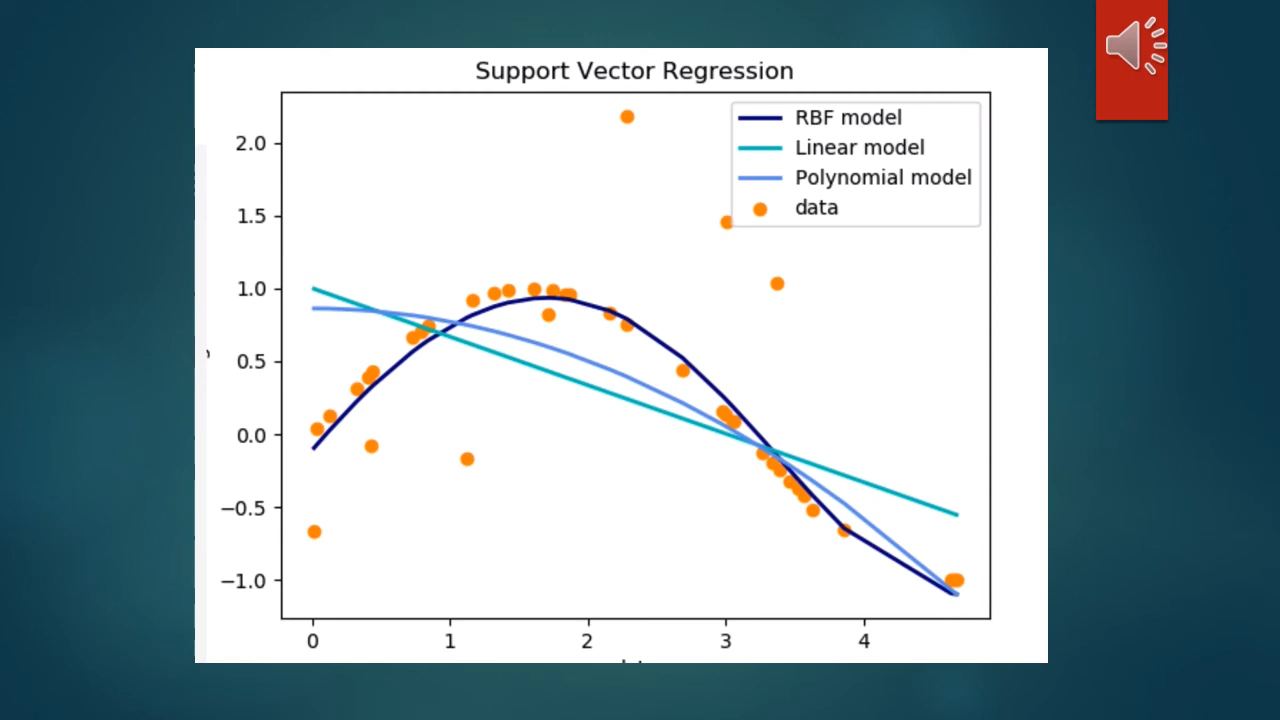 Support Vector Regression
RBF model
Linear model
Polynomial model
data
2.0
1.5
1.0
0.5
0.0
−0.5
−1.0
0 1 2 3 4